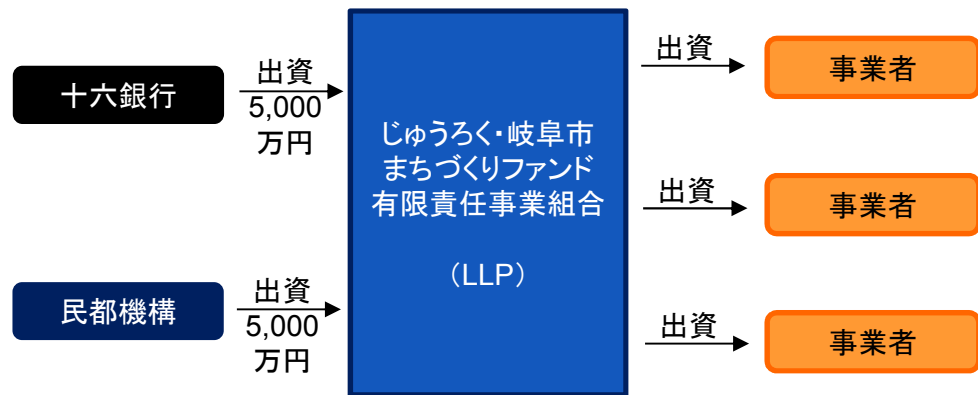 十六銀行
出資
5,000
万円
民都機構
出資
5,000
万円
じゅうろく・岐阜市
まちづくりファンド
有限責任事業組合
（LLP）
出資
事業者
出資
事業者
出資
事業者